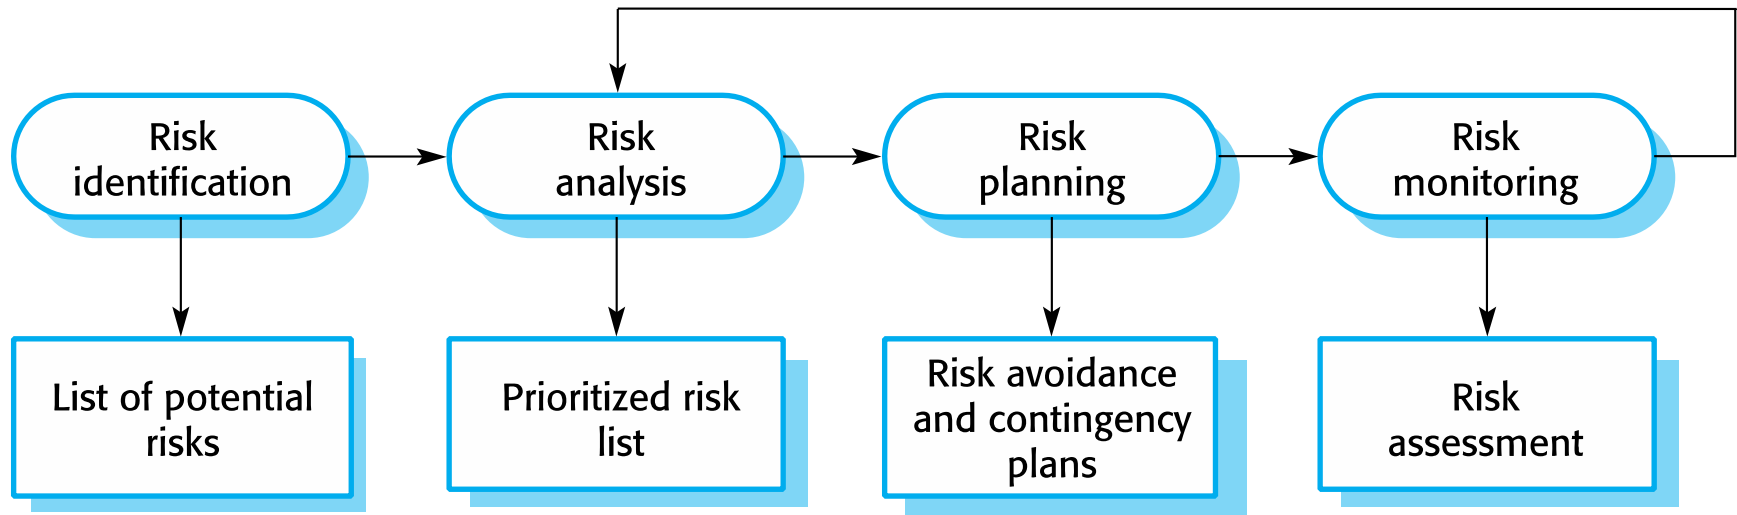 Risk
identification
Risk
analysis
Risk
planning
Risk
monitoring
List of potential
risks
Prioritized risk
list
Risk avoidance
and contingency
plans
Risk
assessment